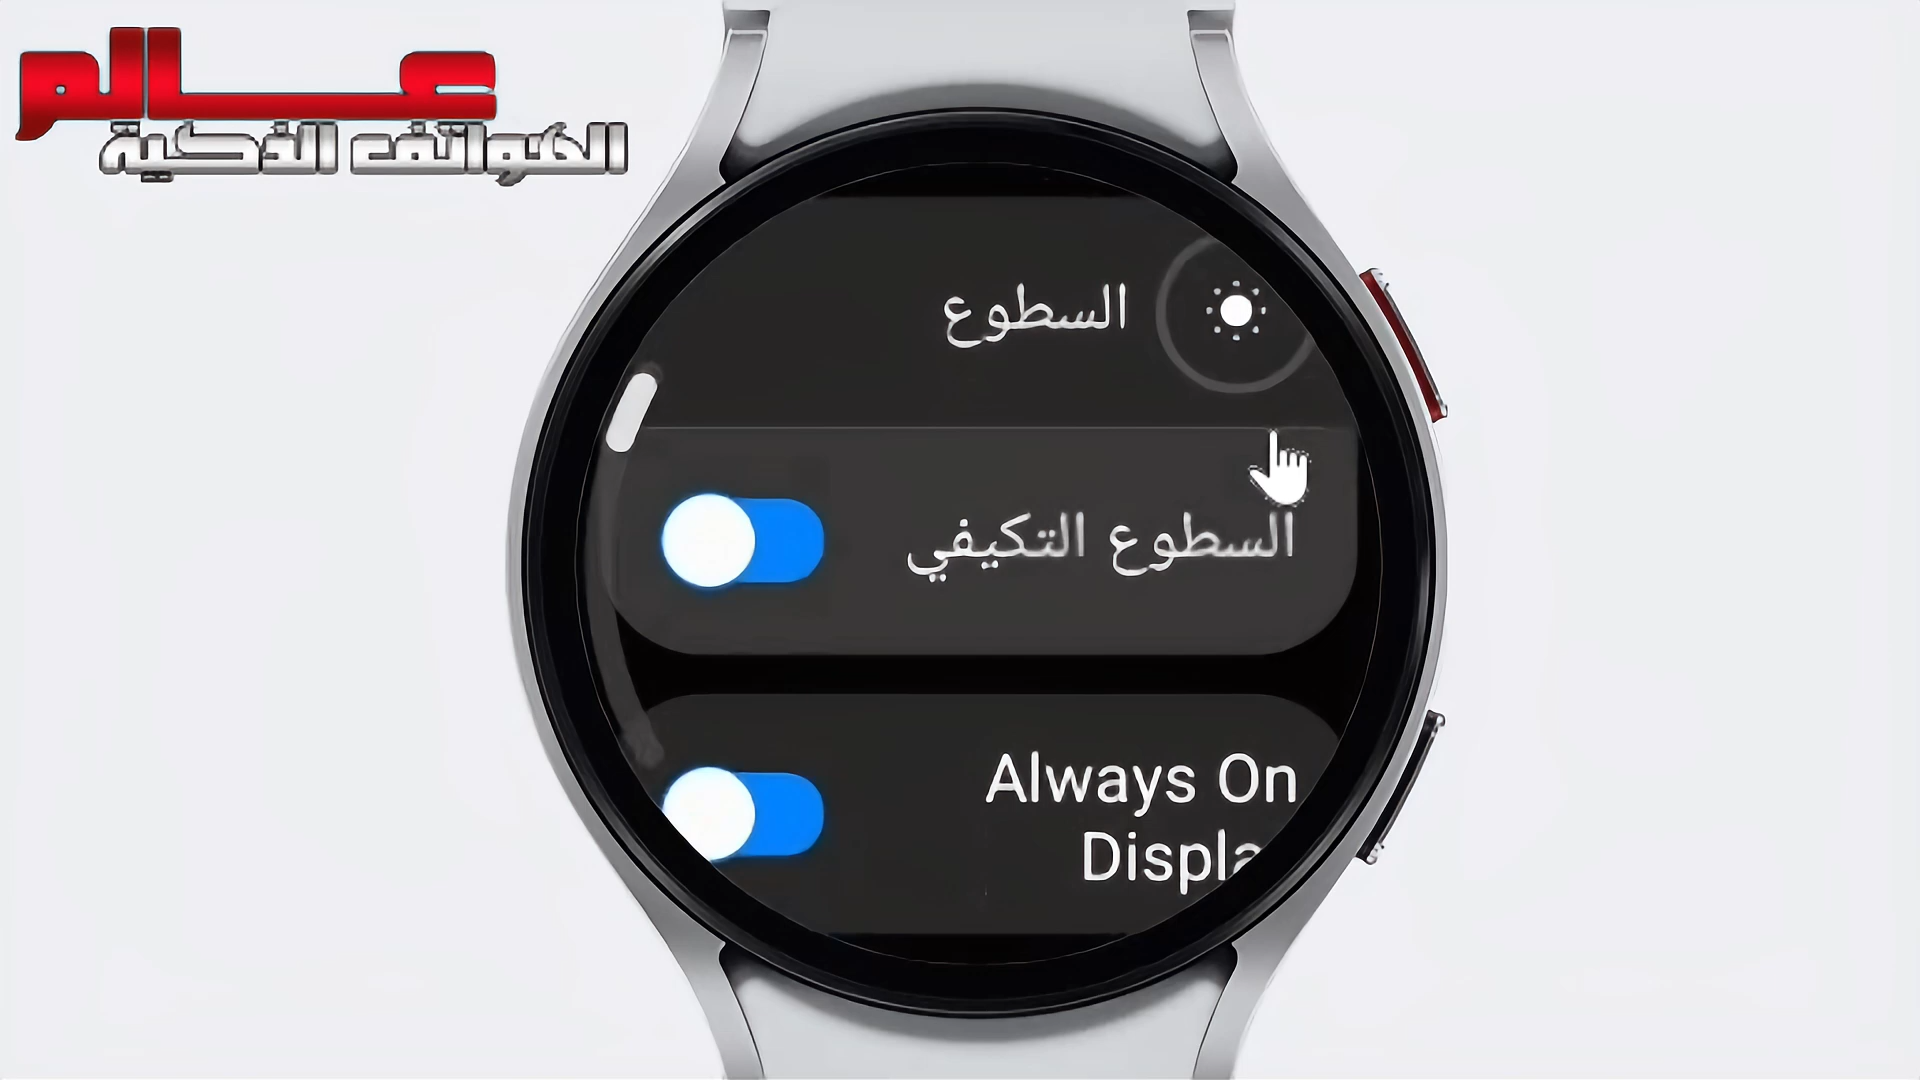 عالم
الهواتف الذكية
السطوع
السطوع التكيفي
Always On
Displa